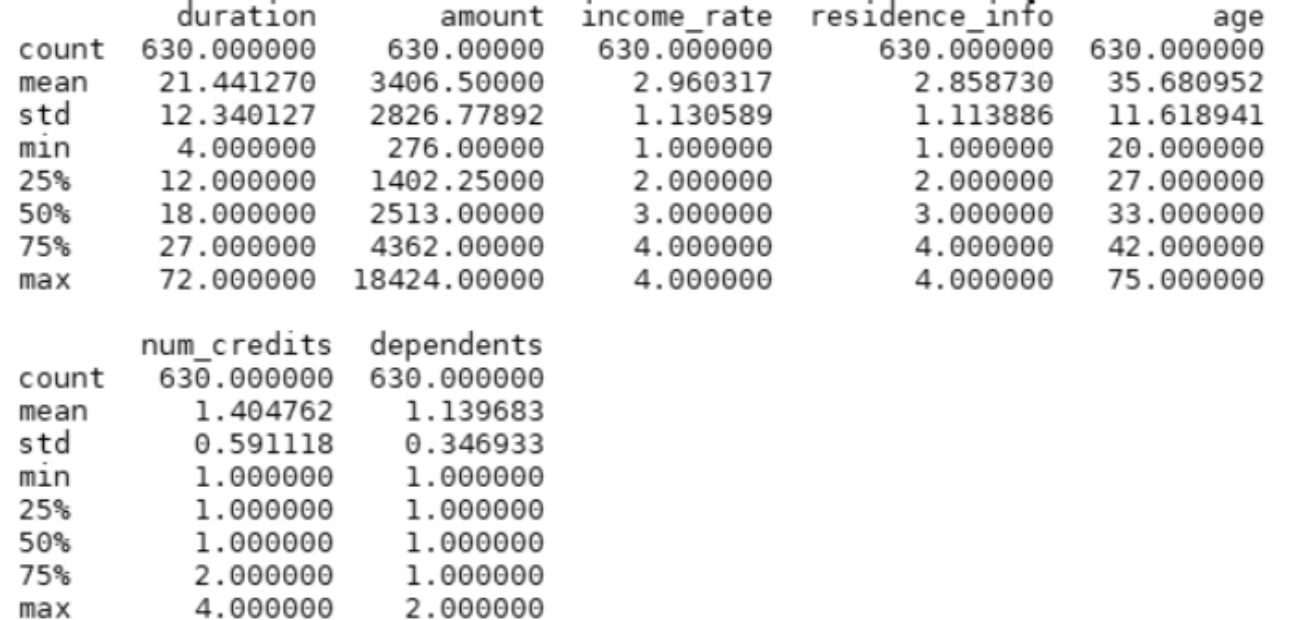 duration amount income_rate residence_info age
count 630.000000 630.00000 630.000000 630.000000 630.000000
mean 21.441270 3406.50000 2.960317 2.858730 35.680952
std 12.340127 2826.77892 1.130589 1.113886 11.618941
min 4.000000 276.00000 1.000000 1.000000 20.000000
25% 12.000000 1402.25000 2.000000 2.000000 27.000000
50% 18.000000 2513.00000 3.000000 3.000000 33.000000
75% 27.000000 4362.00000 4.000000 4.000000 42.000000
max 72.000000 18424.00000 4.000000 4.000000 75.000000
num_credits dependents
count 630.000000 630.000000
mean 1.404762 1.139683
std 0.591118 0.346933
min 1.000000 1.000000
25% 1.000000 1.000000
50% 1.000000 1.000000
75% 2.000000 1.000000
max 4.000000 2.000000